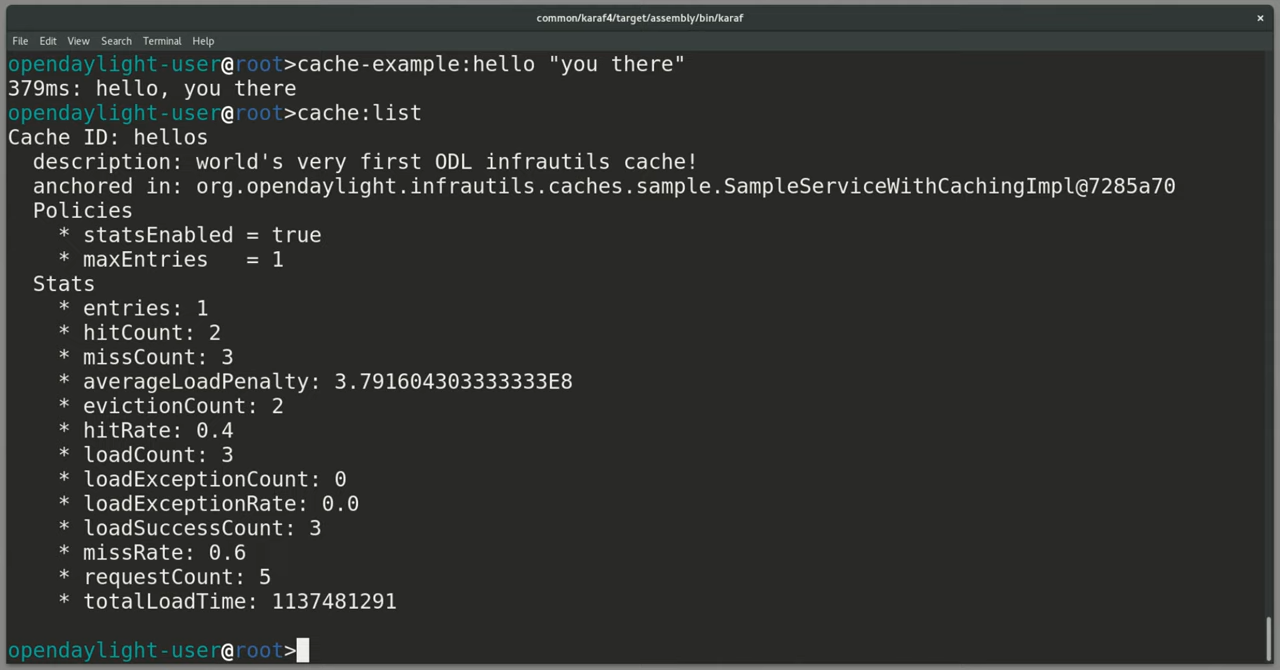 common/karaf4/target/assembly/bin/karaf ×
File Edit View Search Terminal Help
opendaylight-user@root>cache-example:hello "you there"
379ms: hello, you there
opendaylight-user@root>cache:list
Cache ID: hellos
  description: world's very first ODL infrautils cache!
  anchored in: org.opendaylight.infrautils.caches.sample.SampleServiceWithCachingImpl@7285a70
  Policies
    * statsEnabled = true
    * maxEntries   = 1
  Stats
    * entries: 1
    * hitCount: 2
    * missCount: 3
    * averageLoadPenalty: 3.791604303333333E8
    * evictionCount: 2
    * hitRate: 0.4
    * loadCount: 3
    * loadExceptionCount: 0
    * loadExceptionRate: 0.0
    * loadSuccessCount: 3
    * missRate: 0.6
    * requestCount: 5
    * totalLoadTime: 1137481291
opendaylight-user@root>